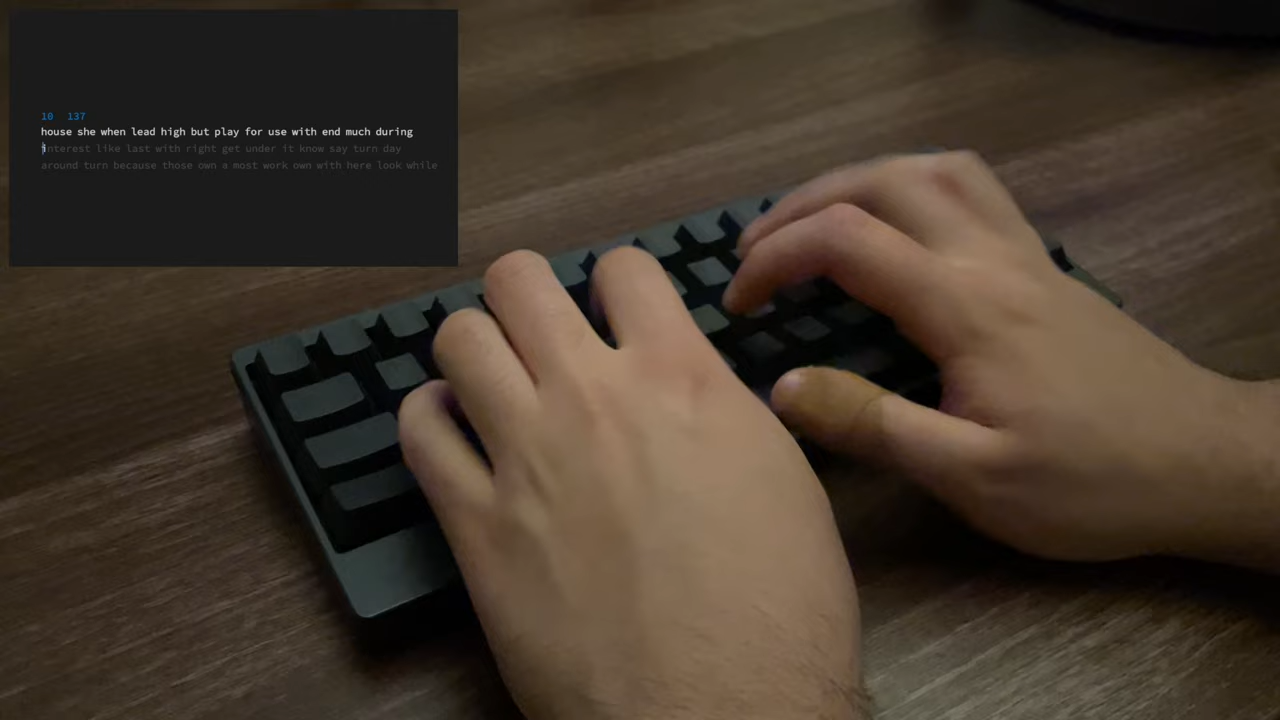 10 137
house she when lead high but play for use with end much during
interest like last with right get under it know say turn day
around turn because those own a most work own with here look while